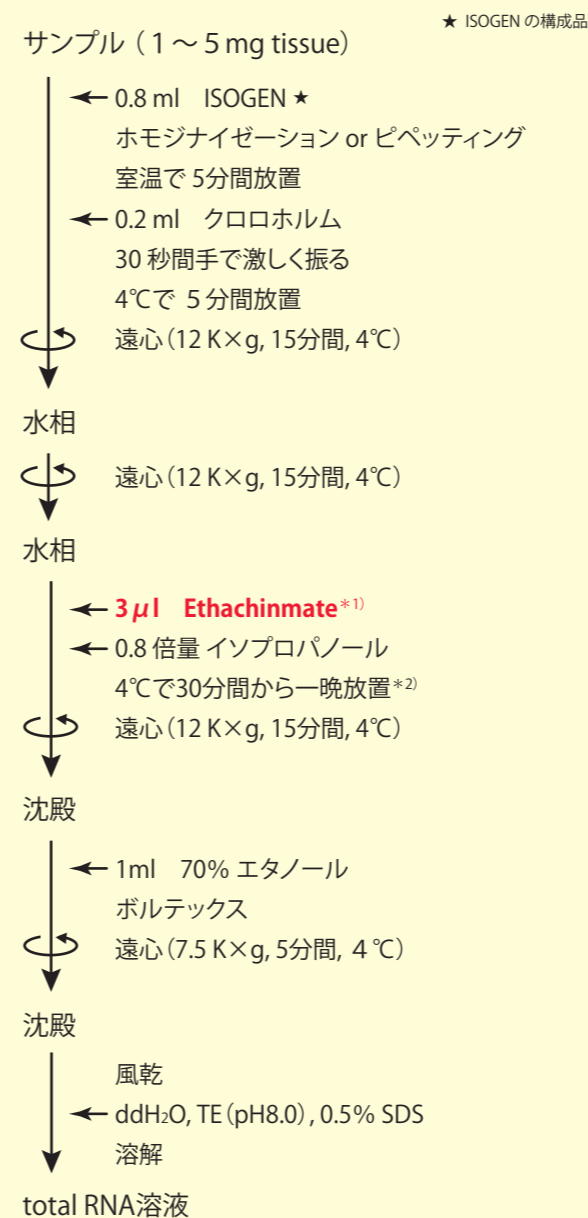 ★ ISOGEN の構成品
サンプル（1～5 mg tissue）
0.8 ml　ISOGEN ★
ホモジナイゼーション or ピペッティング
室温で 5分間放置
0.2 ml　クロロホルム
30 秒間手で激しく振る
4℃で 5 分間放置
遠心（12 K×g, 15分間, 4℃）
水相
遠心（12 K×g, 15分間, 4℃）
水相
3 μl　Ethachinmate＊1)
0.8 倍量 イソプロパノール
4℃で30分間から一晩放置＊2)
遠心（12 K×g, 15分間, 4℃）
沈殿
1ml　70% エタノール
ボルテックス
遠心（7.5 K×g, 5分間, 4 ℃）
沈殿
風乾
ddH₂O, TE（pH8.0）, 0.5% SDS
溶解
total RNA溶液